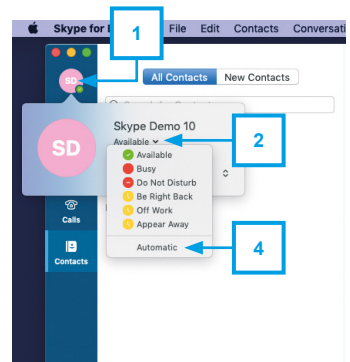 Skype for
File Edit Contacts Conversati
1
SD
All Contacts New Contacts
SD
Skype Demo 10
Available
2
Available
Busy
Do Not Disturb
Be Right Back
Off Work
Appear Away
Calls
Automatic
4
Contacts